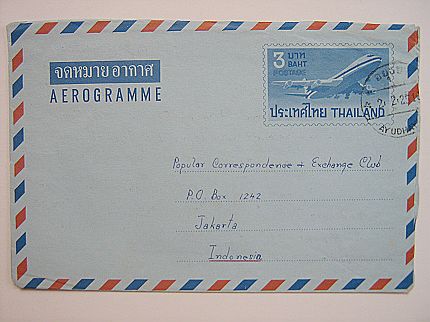 จดหมายอากาศ
AEROGRAMME
3 บาท
BAHT
POSTAGE
ประเทศไทย THAILAND
Popular Correspondence & Exchange Club
P.O. Box 1242
Jakarta
Indonesia